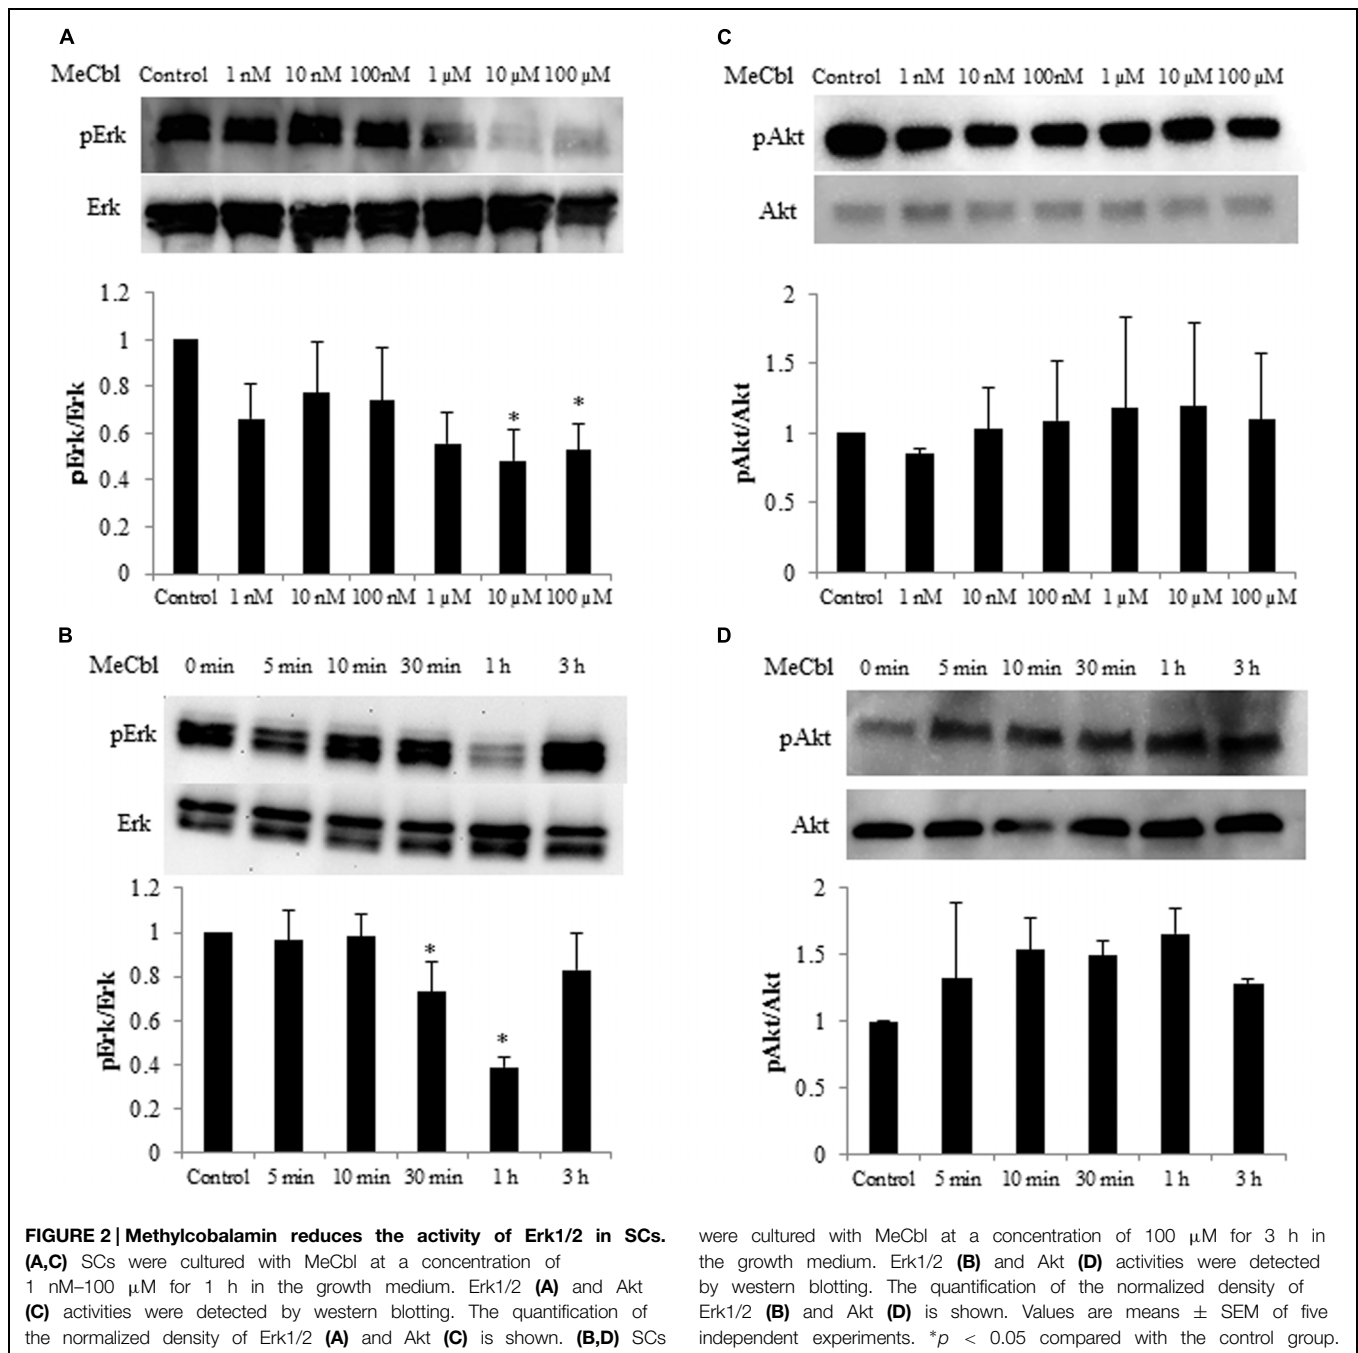 A
MeCbl Control 1 nM 10 nM 100nM 1 µM 10 µM 100 µM
pErk
Erk
1.2
1
0.8
0.6
0.4
0.2
0
pErk/Erk
* *
Control 1 nM 10 nM 100 nM 1 µM 10 µM 100 µM
C
MeCbl Control 1 nM 10 nM 100nM 1 µM 10 µM 100 µM
pAkt
Akt
2
1.5
1
0.5
0
pAkt/Akt
Control 1 nM 10 nM 100 nM 1 µM 10 µM 100 µM
B
MeCbl 0 min 5 min 10 min 30 min 1 h 3 h
pErk
Erk
1.2
1
0.8
0.6
0.4
0.2
0
pErk/Erk
* *
Control 5 min 10 min 30 min 1 h 3 h
D
MeCbl 0 min 5 min 10 min 30 min 1 h 3 h
pAkt
Akt
2
1.5
1
0.5
0
pAkt/Akt
Control 5 min 10 min 30 min 1 h 3 h
FIGURE 2 | Methylcobalamin reduces the activity of Erk1/2 in SCs.
(A,C) SCs were cultured with MeCbl at a concentration of
1 nM–100 µM for 1 h in the growth medium. Erk1/2 (A) and Akt
(C) activities were detected by western blotting. The quantification of
the normalized density of Erk1/2 (A) and Akt (C) is shown. (B,D) SCs
were cultured with MeCbl at a concentration of 100 µM for 3 h in
the growth medium. Erk1/2 (B) and Akt (D) activities were detected
by western blotting. The quantification of the normalized density of
Erk1/2 (B) and Akt (D) is shown. Values are means ± SEM of five
independent experiments. *p < 0.05 compared with the control group.